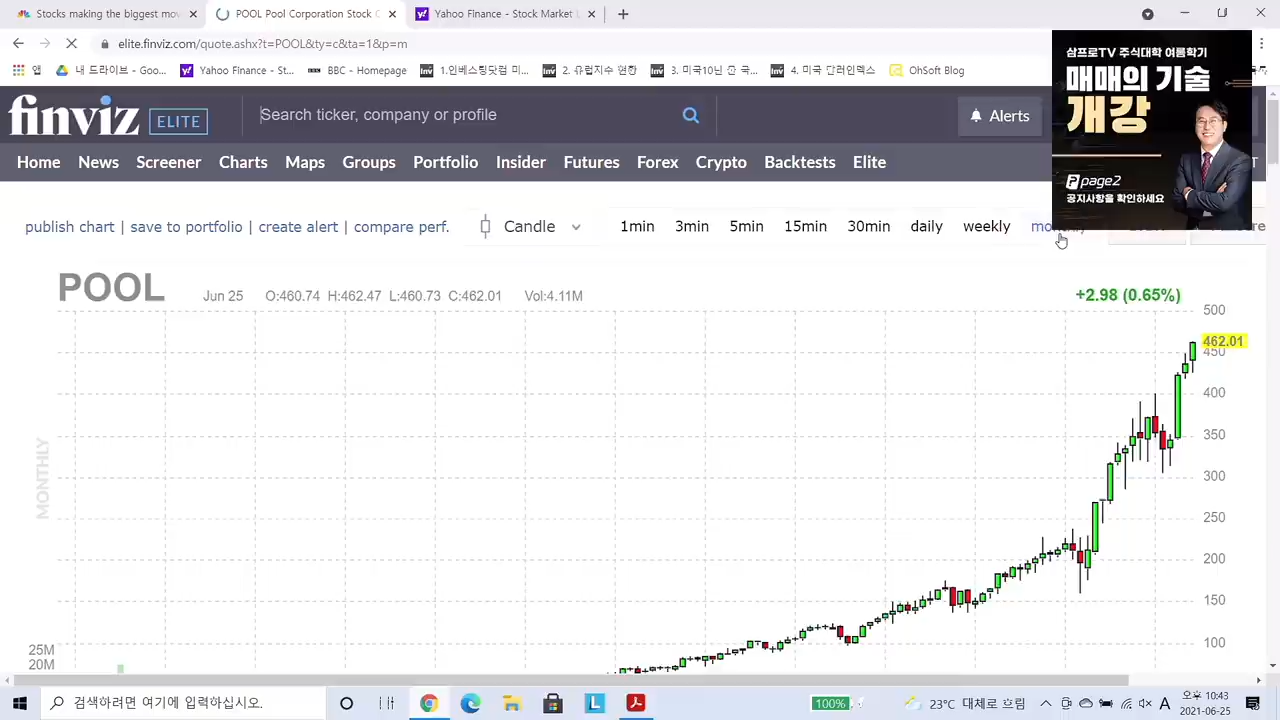 Stocks making the biggest mov
POOL Pool Corporation Stock
Yahoo Finance - Stock Market
elite.finviz.com/quote.ashx?t=POOL&ty=c&ta=1&p=m
앱
내 드라이브 - Goo...
Yahoo Finance - St...
BBC - Homepage
1.인베스팅 홈 미...
2. 유럽지수 현황
3. 미국10년 간 국...
4. 미국 간러인덱스
OhStart Blog
삼프로TV 주식대학 여름학기
매매의 기술
개강
page2
공지사항을 확인하세요
finviz
ELITE
Search ticker, company or profile
Alerts
Home
News
Screener
Charts
Maps
Groups
Portfolio
Insider
Futures
Forex
Crypto
Backtests
Elite
publish chart | save to portfolio | create alert | compare perf.
Candle
1min
3min
5min
15min
30min
daily
weekly
POOL
Jun 25
O:460.74 H:462.47 L:460.73 C:462.01
Vol:4.11M
+2.98 (0.65%)
500
462.01
450
400
350
300
250
200
150
100
MONTHLY
25M
20M
검색하려면 여기에 입력하십시오.
100%
23°C 대체로 흐림
A
오후 10:43
2021-06-25